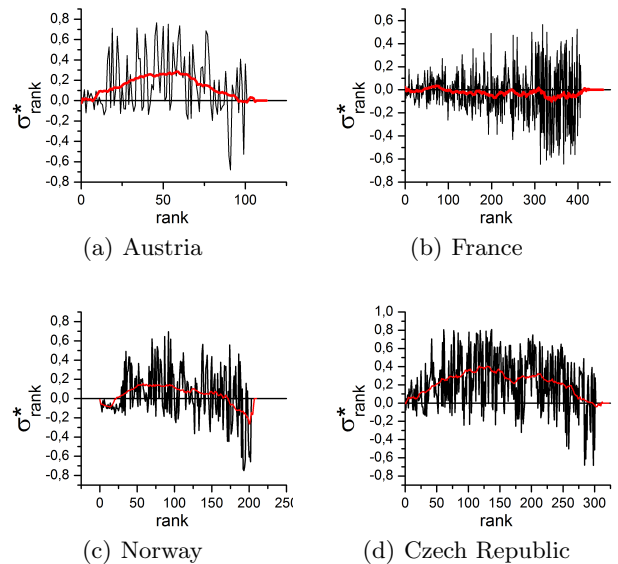 0,8
0,6
0,4
0,2
0,0
-0,2
-0,4
-0,6
-0,8
σ*rank
0 50 100
rank
(a) Austria
0,6
0,4
0,2
0,0
-0,2
-0,4
-0,6
-0,8
σ*rank
0 100 200 300 400
rank
(b) France
0,8
0,6
0,4
0,2
0,0
-0,2
-0,4
-0,6
-0,8
σ*rank
0 50 100 150 200 250
rank
(c) Norway
1,0
0,8
0,6
0,4
0,2
0,0
-0,2
-0,4
-0,6
-0,8
σ*rank
0 50 100 150 200 250 300
rank
(d) Czech Republic